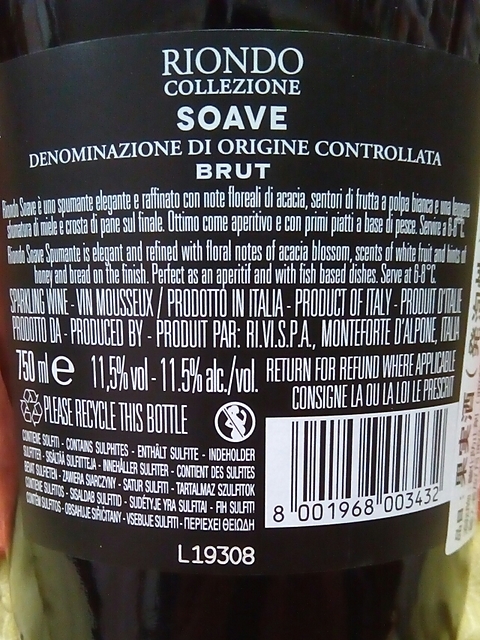 RIONDO
COLLEZIONE
SOAVE
DENOMINAZIONE DI ORIGINE CONTROLLATA
BRUT
Riondo Soave è uno spumante elegante e raffinato con note floreali di acacia, sentori di frutta a polpa bianca e una leggera
sfumatura di miele e crosta di pane sul finale. Ottimo come aperitivo e con primi piatti a base di pesce. Servire a 6-8°C
Riondo Soave Spumante is elegant and refined with floral notes of acacia blossom, scents of white fruit and hints of
honey and bread on the finish. Perfect as an aperitif and with fish based dishes. Serve at 6-8°C.
SPARKLING WINE - VIN MOUSSEUX / PRODOTTO IN ITALIA - PRODUCT OF ITALY - PRODUIT D'ITALIE
PRODOTTO DA - PRODUCED BY - PRODUIT PAR: RI.V.I.S.P.A., MONTEFORTE D'ALPONE, ITALIA
750 ml e 11,5% vol - 11.5% alc./vol.
RETURN FOR REFUND WHERE APPLICABLE
CONSIGNE LA OU LA LOI LE PRESCRIT
PLEASE RECYCLE THIS BOTTLE
CONTIENE SOLFITI - CONTAINS SULPHITES - ENTHÄLT SULFITE - INDEHOLDER
SULFITTER - SISÄLTÄÄ SULFIITTEJA - INNEHÅLLER SULFITER - CONTIENT DES SULFITES
BEVAT SULFIETEN - ZAWIERA SIARCZYNY - SATUR SULFĪTI - TARTALMAZ SZULFITOK
CONTIENE SULFITOS - SISALDAB SULFITID - SUDĖTYJE YRA SULFITAI - FIH SULFITI
CONTÉM SULFITOS - OBSAHUJE SIŘIČITANY - VSEBUJE SULFITI - ΠΕΡΙΕΧΕΙ ΘΕΙΩΔΗ
8 001968 003432
L19308